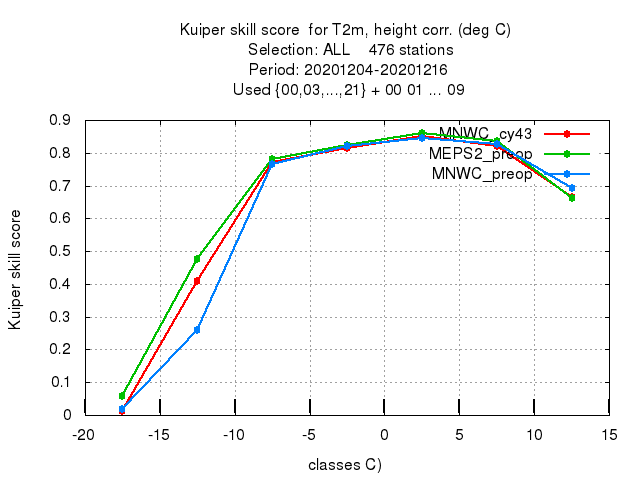 Kuiper skill score  for T2m, height corr. (deg C)
Selection: ALL    476 stations
Period: 20201204-20201216
Used {00,03,...,21} + 00 01 ... 09
0.9
0.8
0.7
0.6
0.5
0.4
0.3
0.2
0.1
0
Kuiper skill score
MNWC_cy43
MEPS2_preop
MNWC_preop
-20 -15 -10 -5 0 5 10 15
classes C)